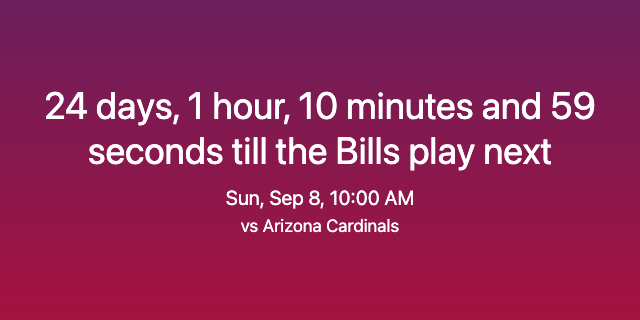 24 days, 1 hour, 10 minutes and 59
seconds till the Bills play next
Sun, Sep 8, 10:00 AM
vs Arizona Cardinals